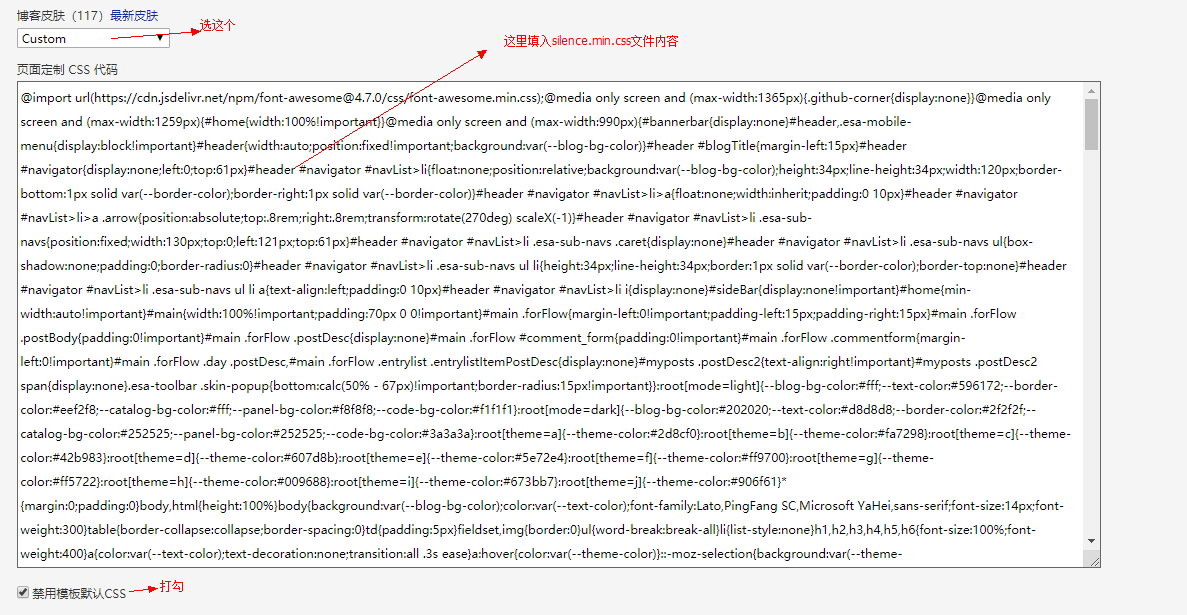 博客皮肤（117）最新皮肤
选这个
Custom
这里填入silence.min.css文件内容
页面定制 CSS 代码
@import url(https://cdn.jsdelivr.net/npm/font-awesome@4.7.0/css/font-awesome.min.css);@media only screen and (max-width:1365px){.github-corner{display:none}}@media only
screen and (max-width:1259px){#home{width:100%!important}}@media only screen and (max-width:990px){#bannerbar{display:none}#header,.esa-mobile-
menu{display:block!important}#header{width:auto;position:fixed!important;background:var(--blog-bg-color)}#header #blogTitle{margin-left:15px}#header
#navigator{display:none;left:0;top:61px}#header #navigator #navList>li{float:none;position:relative;background:var(--blog-bg-color);height:34px;line-height:34px;width:120px;border-
bottom:1px solid var(--border-color);border-right:1px solid var(--border-color)}#header #navigator #navList>li>a{float:none;width:inherit;padding:0 10px}#header #navigator
#navList>li>a .arrow{position:absolute;top:.8rem;right:.8rem;transform:rotate(270deg) scaleX(-1)}#header #navigator #navList>li .esa-sub-
navs{position:fixed;width:130px;top:0;left:121px;top:61px}#header #navigator #navList>li .esa-sub-navs .caret{display:none}#header #navigator #navList>li .esa-sub-navs ul{box-
shadow:none;padding:0;border-radius:0}#header #navigator #navList>li .esa-sub-navs ul li{height:34px;line-height:34px;border:1px solid var(--border-color);border-top:none}#header
#navigator #navList>li .esa-sub-navs ul li a{text-align:left;padding:0 10px}#header #navigator #navList>li i{display:none}#sideBar{display:none!important}#home{min-
width:auto!important}#main{width:100%!important;padding:70px 0 0!important}#main .forFlow{margin-left:0!important;padding-left:15px;padding-right:15px}#main .forFlow
.postBody{padding:0!important}#main .forFlow .postDesc{display:none}#main .forFlow #comment_form{padding:0!important}#main .forFlow .commentform{margin-
left:0!important}#main .forFlow .day .postDesc,#main .forFlow .entrylist .entrylistItemPostDesc{display:none}#myposts .postDesc2{text-align:right!important}#myposts .postDesc2
span{display:none}.esa-toolbar .skin-popup{bottom:calc(50% - 67px)!important;border-radius:15px!important}}:root[mode=light]{--blog-bg-color:#fff;--text-color:#596172;--border-
color:#eef2f8;--catalog-bg-color:#fff;--panel-bg-color:#f8f8f8;--code-bg-color:#f1f1f1}:root[mode=dark]{--blog-bg-color:#202020;--text-color:#d8d8d8;--border-color:#2f2f2f;--
catalog-bg-color:#252525;--panel-bg-color:#252525;--code-bg-color:#3a3a3a}:root[theme=a]{--theme-color:#2d8cf0}:root[theme=b]{--theme-color:#fa7298}:root[theme=c]{--theme-
color:#42b983}:root[theme=d]{--theme-color:#607d8b}:root[theme=e]{--theme-color:#5e72e4}:root[theme=f]{--theme-color:#ff9700}:root[theme=g]{--theme-
color:#ff5722}:root[theme=h]{--theme-color:#009688}:root[theme=i]{--theme-color:#673bb7}:root[theme=j]{--theme-color:#906f61}*
{margin:0;padding:0}body,html{height:100%}body{background:var(--blog-bg-color);color:var(--text-color);font-family:Lato,PingFang SC,Microsoft YaHei,sans-serif;font-size:14px;font-
weight:300}table{border-collapse:collapse;border-spacing:0}td{padding:5px}fieldset,img{border:0}ul{word-break:break-all}li{list-style:none}h1,h2,h3,h4,h5,h6{font-size:100%;font-
weight:400}a{color:var(--text-color);text-decoration:none;transition:all .3s ease}a:hover{color:var(--theme-color)}::-moz-selection{background:var(--theme-
禁用模板默认CSS
打勾